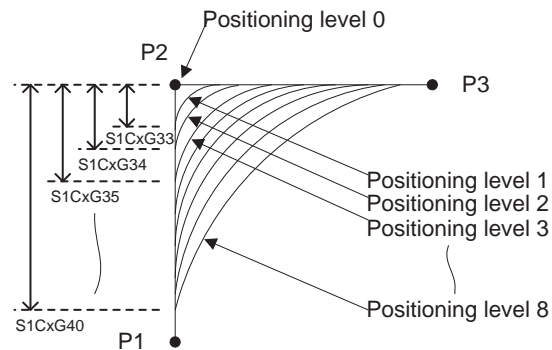 Positioning level 0
P2
P3
S1CxG33
S1CxG34
S1CxG35
Positioning level 1
Positioning level 2
Positioning level 3
Positioning level 8
S1CxG40
P1